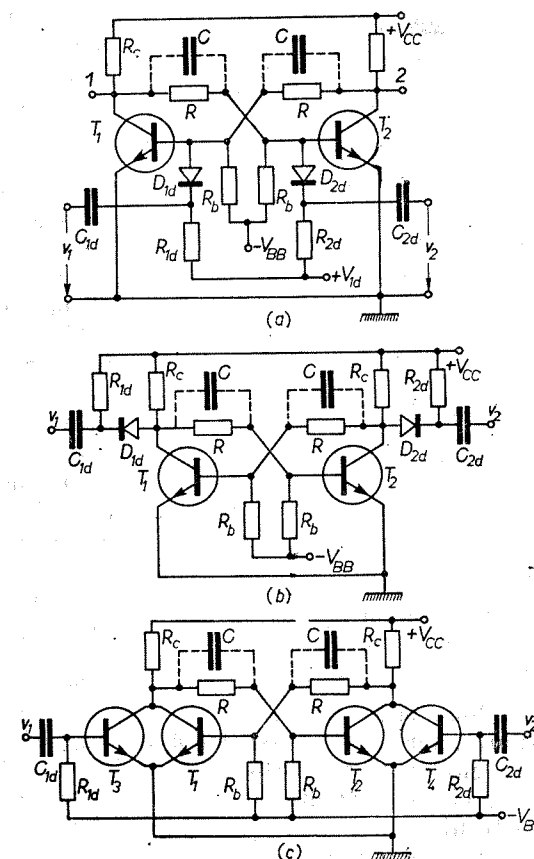 R_c C C +V_CC
1 R R 2
T_1 T_2
D_1d R_b R_b D_2d
v_1 C_1d R_1d -V_BB R_2d C_2d v_2
+V_1d
(a)
+V_CC
R_1d R_c C C R_c R_2d
v_1 v_2
C_1d D_1d R R D_2d C_2d
T_1 T_2
R_b R_b
-V_BB
(b)
R_c C C R_c +V_CC
R R
v_1
C_1d R_1d T_3 T_1 R_b R_b T_2 T_4 R_2d C_2d
(c)